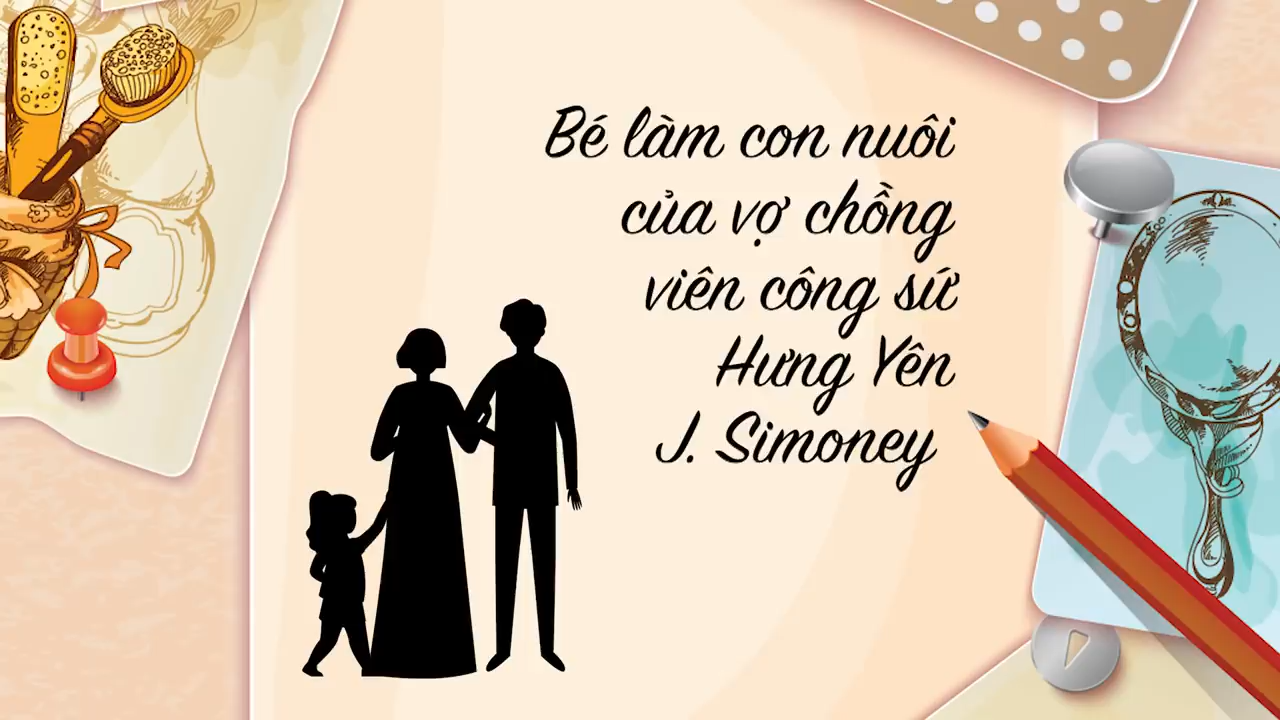 Bé làm con nuôi
của vợ chồng
viên công sứ
Hưng Yên
J. Simoney